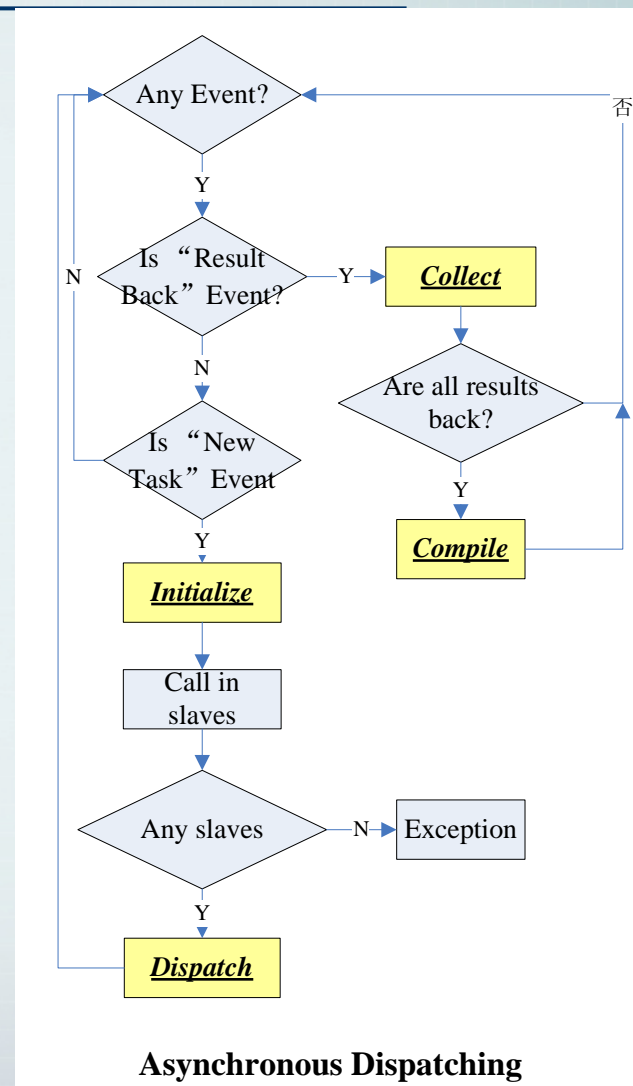 Any Event?
否
Y
Is “Result
Back” Event?
Y
Collect
N
N
Are all results
back?
Is “New
Task” Event
Y
Compile
Y
Initialize
Call in
slaves
Any slaves
N
Exception
Y
Dispatch
Asynchronous Dispatching